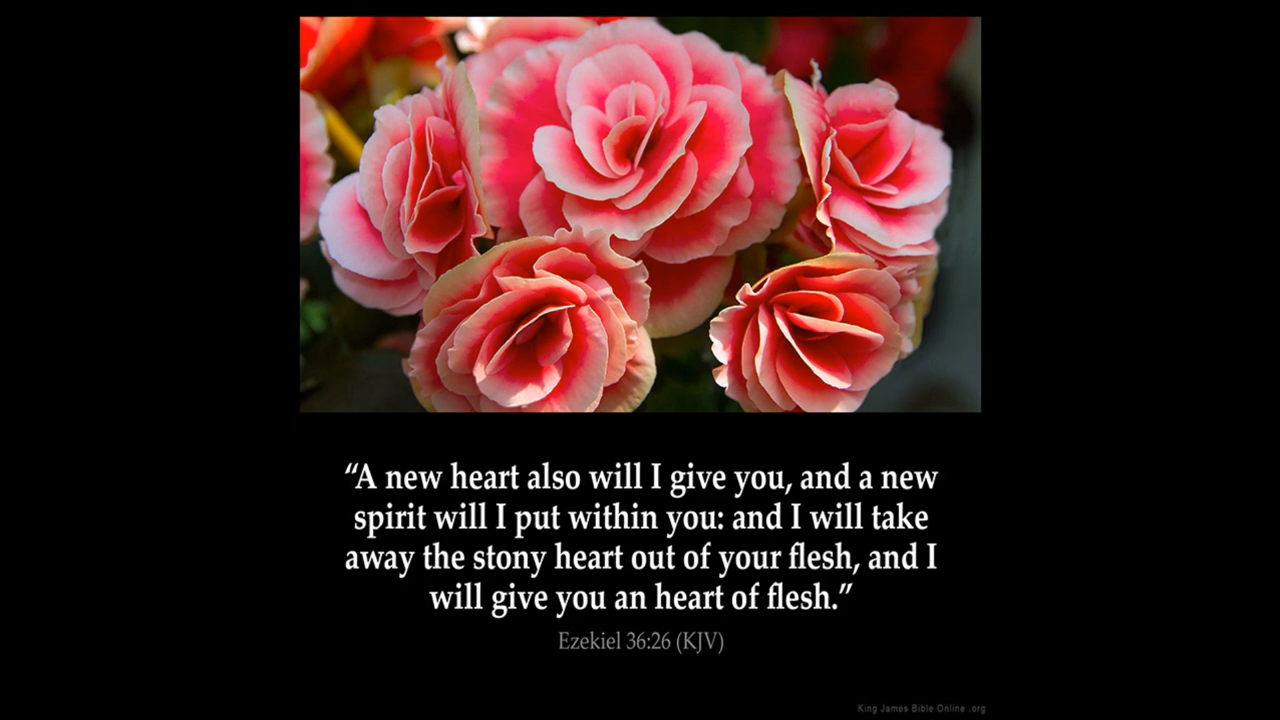 “A new heart also will I give you, and a new
spirit will I put within you: and I will take
away the stony heart out of your flesh, and I
will give you an heart of flesh.”
Ezekiel 36:26 (KJV)
King James Bible Online .org